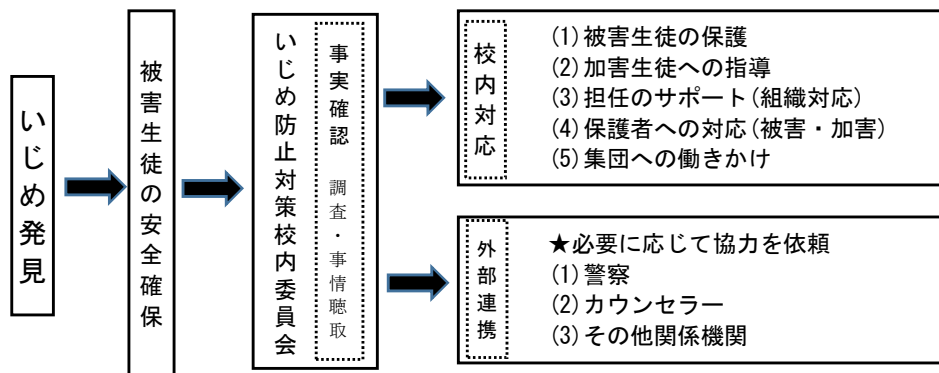 いじめ発見
被害生徒の安全確保
いじめ防止対策校内委員会
事実確認 調査・事情聴取
校内対応
(1)被害生徒の保護
(2)加害生徒への指導
(3)担任のサポート(組織対応)
(4)保護者への対応(被害・加害)
(5)集団への働きかけ
外部連携
★必要に応じて協力を依頼
(1)警察
(2)カウンセラー
(3)その他関係機関